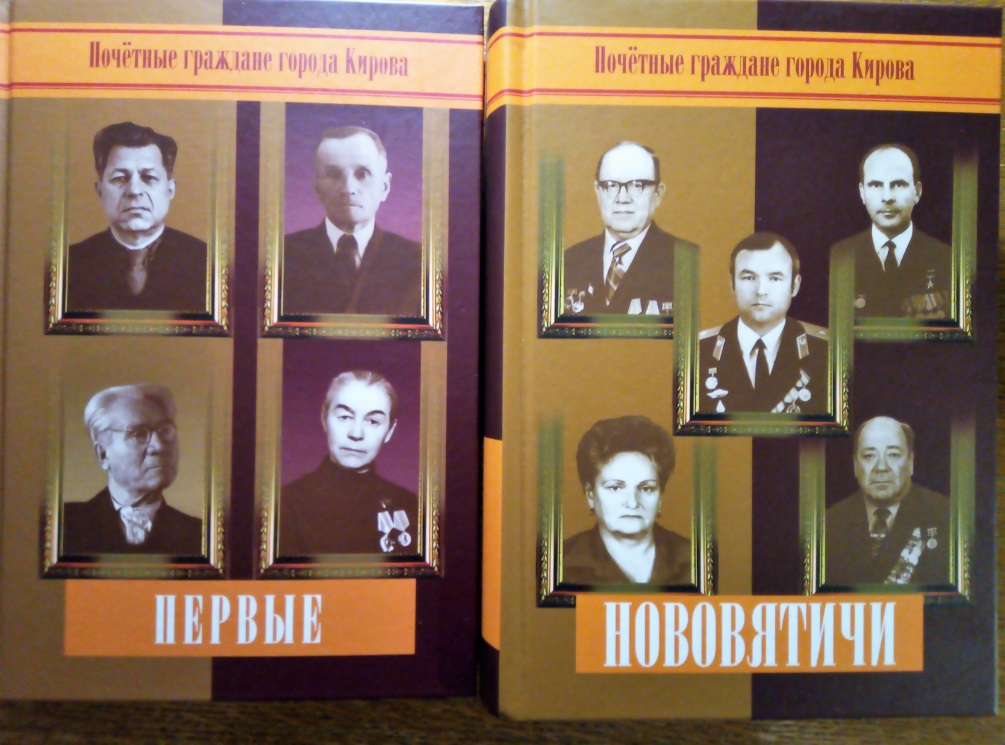 Почётные граждане города Кирова
ПЕРВЫЕ
Почётные граждане города Кирова
НОВОВЯТИЧИ